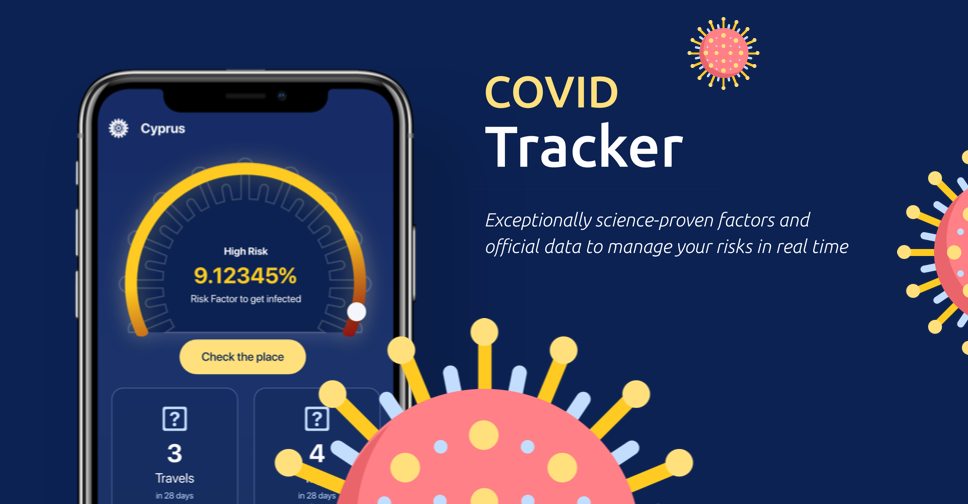 COVID
Tracker
Exceptionally science-proven factors and
official data to manage your risks in real time
Cyprus
High Risk
9.12345%
Risk Factor to get infected
Check the place
?
3
Travels
in 28 days
?
4
in 28 days